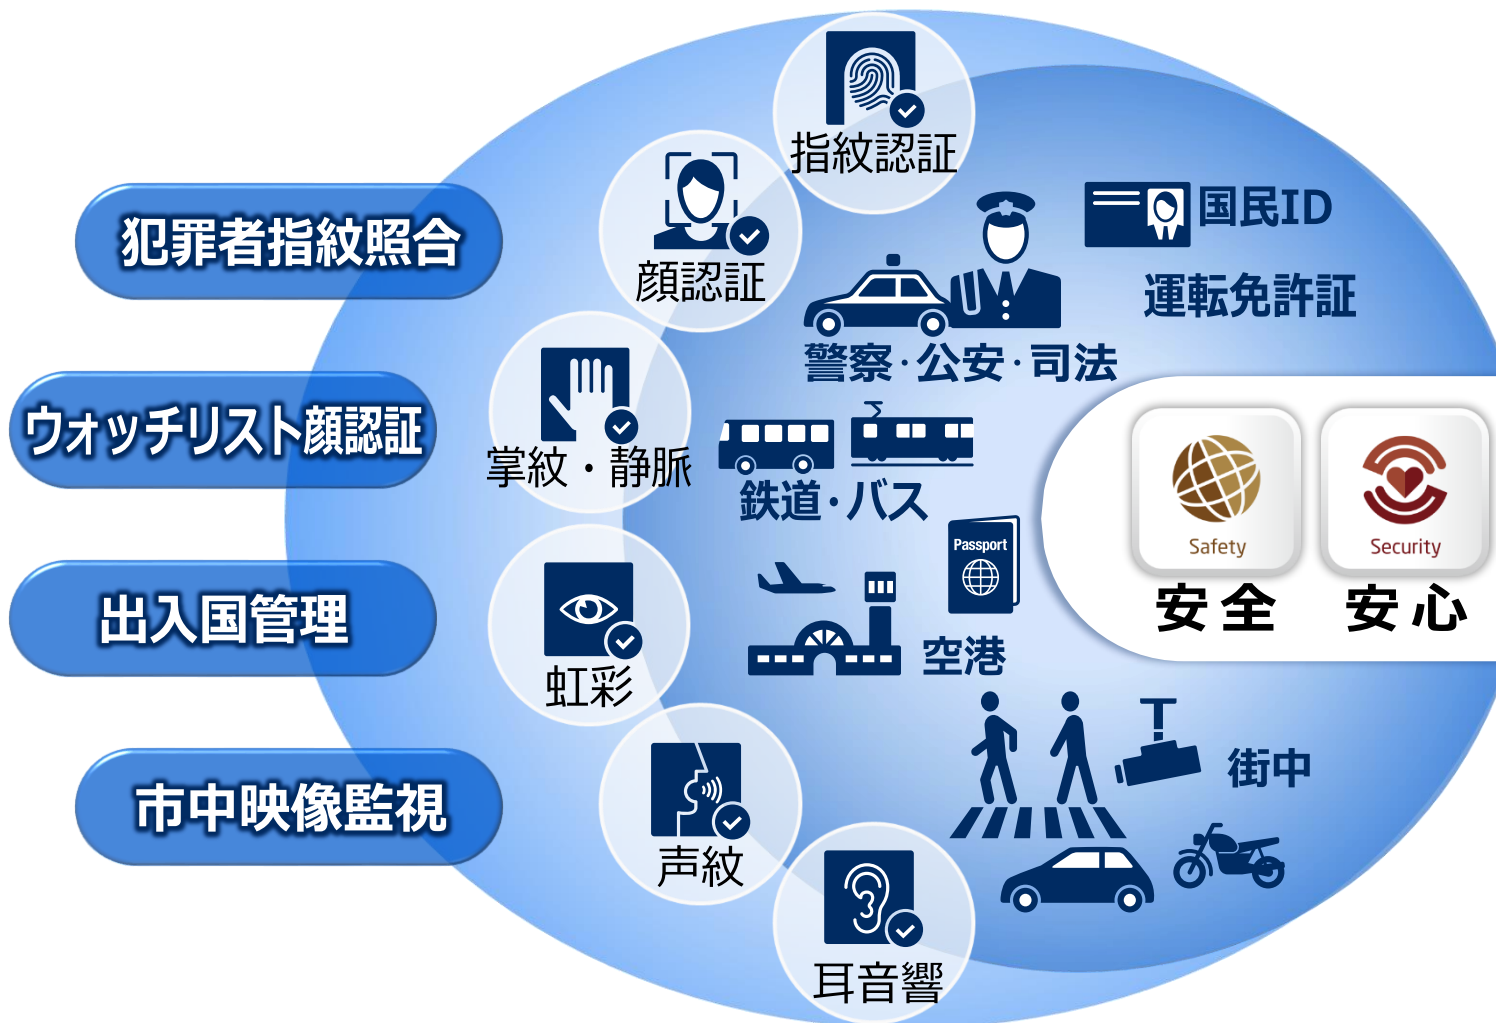 指紋認証
顔認証
掌紋・静脈
虹彩
声紋
耳音響
犯罪者指紋照合
ウォッチリスト顔認証
出入国管理
市中映像監視
国民ID
運転免許証
警察・公安・司法
鉄道・バス
Passport
空港
街中
Safety
安全
Security
安心